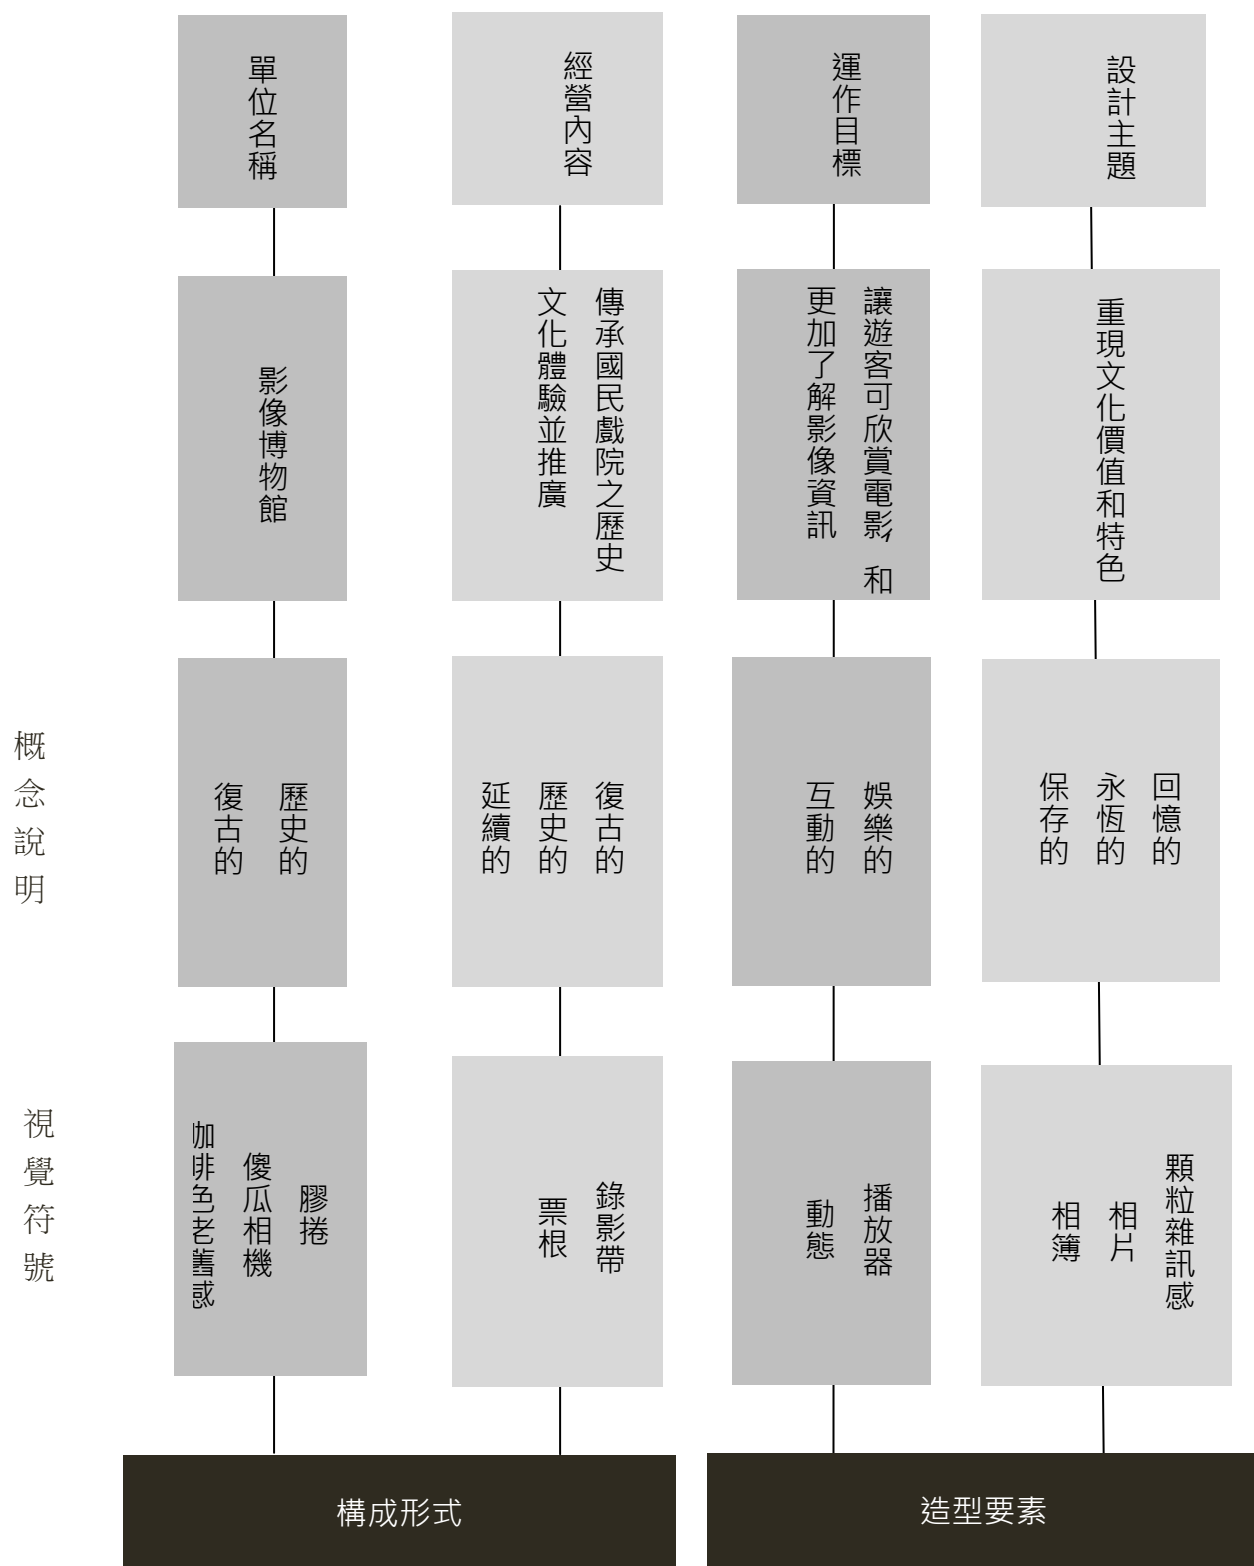 單位名稱
經營內容
運作目標
設計主題
影像博物館
傳承國民戲院之歷史
文化體驗並推廣
讓遊客可欣賞電影，和
更加了解影像資訊
重現文化價值和特色
概念說明
歷史的
復古的
復古的
歷史的
延續的
娛樂的
互動的
回憶的
永恆的
保存的
視覺符號
膠捲
傻瓜相機
咖啡色老舊感
錄影帶
票根
播放器
動態
顆粒雜訊感
相片
相簿
構成形式
造型要素